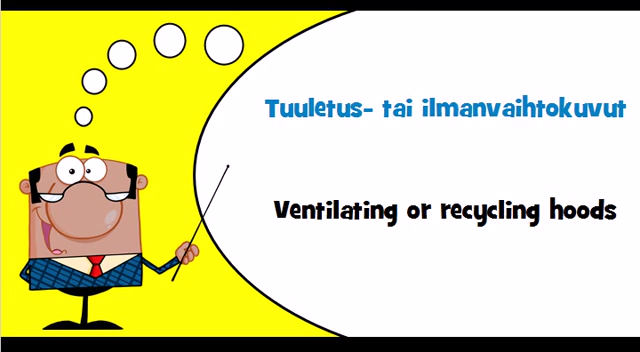 Tuuletus- tai ilmanvaihtokuvut
Ventilating or recycling hoods